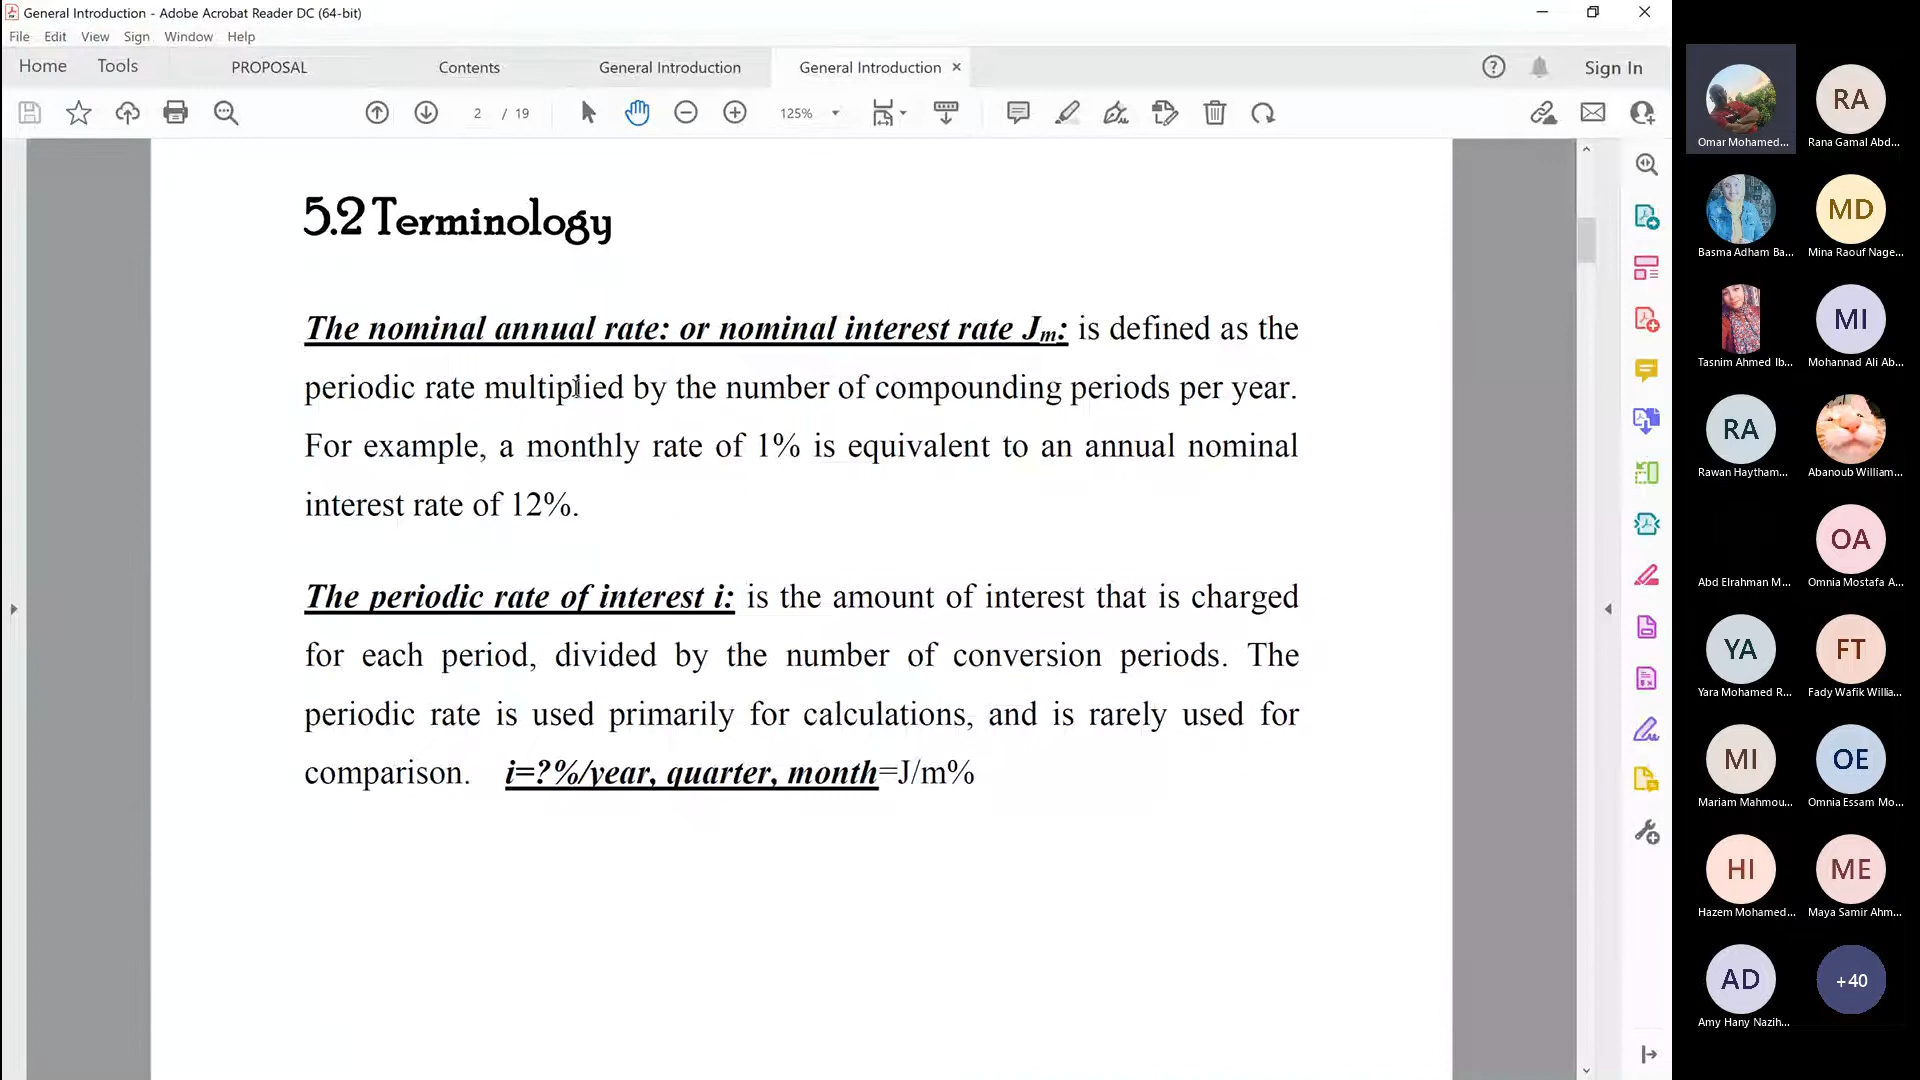 General Introduction - Adobe Acrobat Reader DC (64-bit)
File Edit View Sign Window Help
Home Tools PROPOSAL Contents General Introduction General Introduction × Sign In
2 / 19 125%
5.2 Terminology
The nominal annual rate: or nominal interest rate Jm: is defined as the
periodic rate multiplied by the number of compounding periods per year.
For example, a monthly rate of 1% is equivalent to an annual nominal
interest rate of 12%.
The periodic rate of interest i: is the amount of interest that is charged
for each period, divided by the number of conversion periods. The
periodic rate is used primarily for calculations, and is rarely used for
comparison. i=?%/year, quarter, month=J/m%
RA
Omar Mohamed... Rana Gamal Abd...
MD
Basma Adham Ba... Mina Raouf Nage...
MI
Tasnim Ahmed Ib... Mohannad Ali Ab...
RA
Rawan Haytham... Abanoub William...
OA
Abd Elrahman M... Omnia Mostafa A...
YA FT
Yara Mohamed R... Fady Wafik Willia...
MI OE
Mariam Mahmou... Omnia Essam Mo...
HI ME
Hazem Mohamed... Maya Samir Ahm...
AD +40
Amy Hany Nazih...